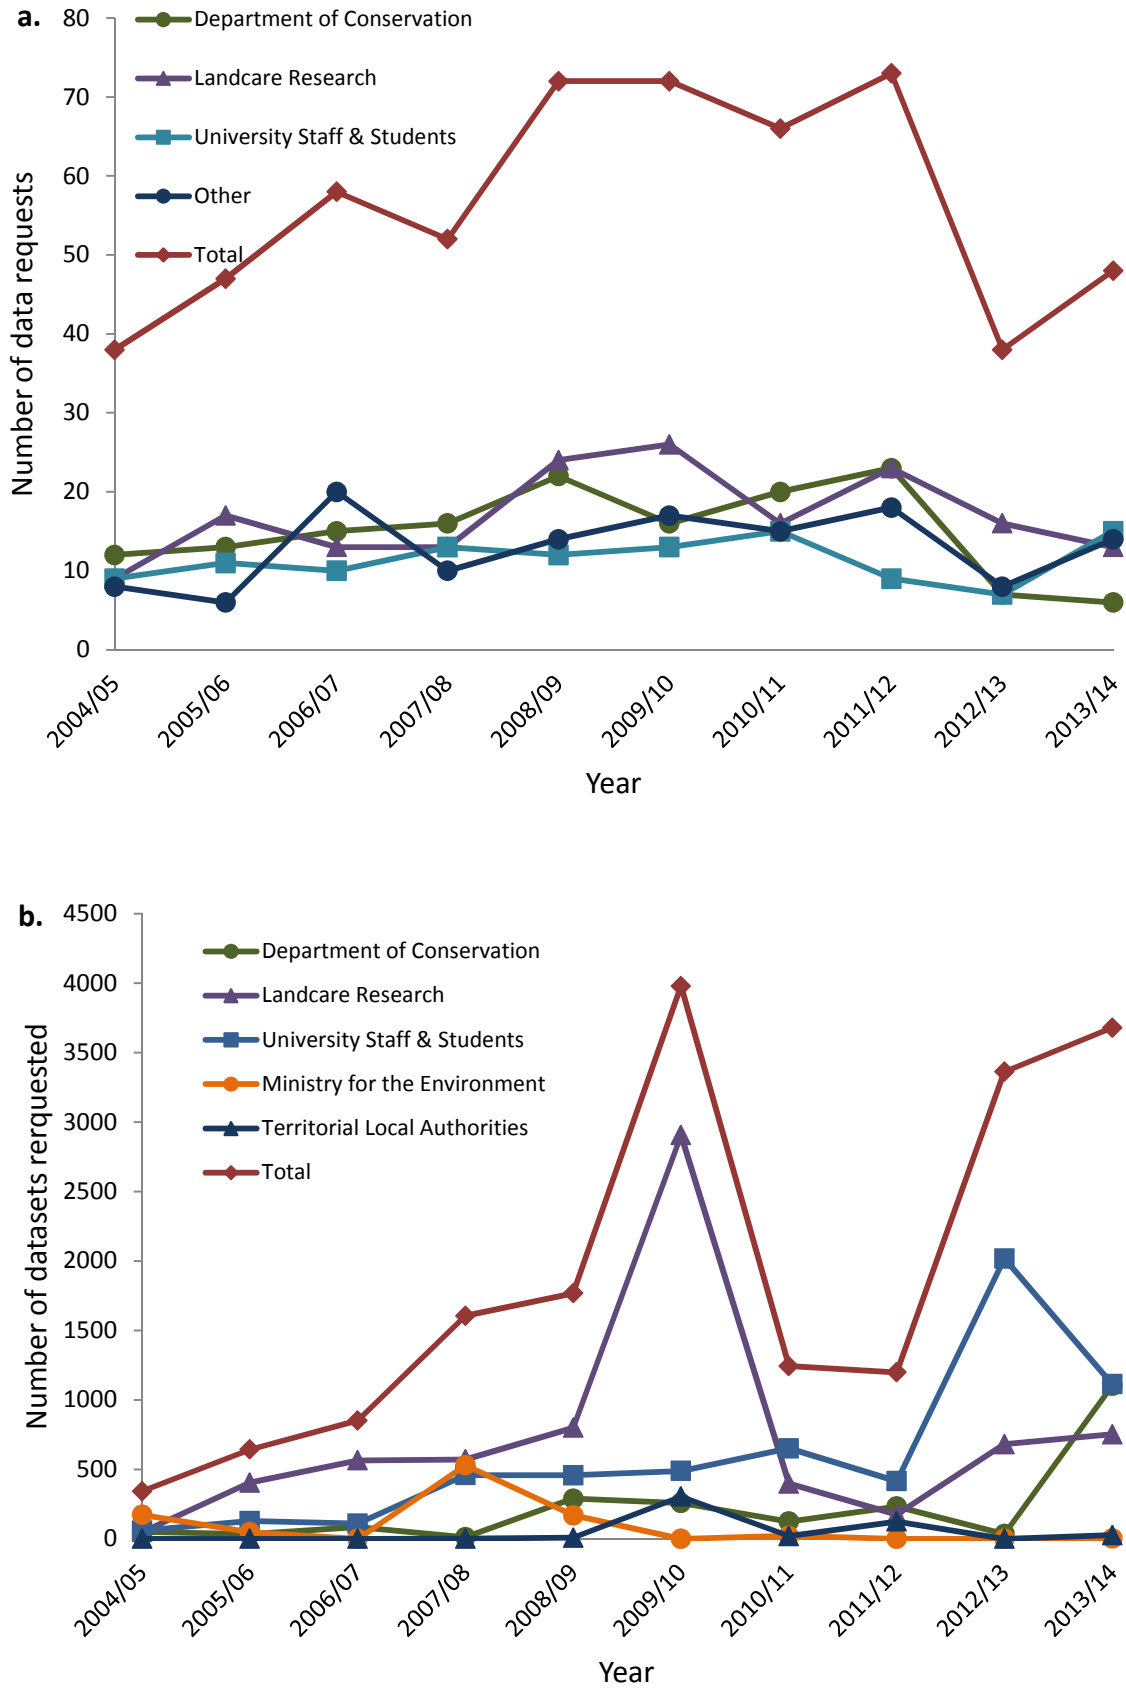 a.
80
70
60
50
40
30
20
10
0
Number of data requests
Department of Conservation
Landcare Research
University Staff & Students
Other
Total
2004/05
2005/06
2006/07
2007/08
2008/09
2009/10
2010/11
2011/12
2012/13
2013/14
Year
b.
4500
4000
3500
3000
2500
2000
1500
1000
500
0
Number of datasets rerquested
Department of Conservation
Landcare Research
University Staff & Students
Ministry for the Environment
Territorial Local Authorities
Total
2004/05
2005/06
2006/07
2007/08
2008/09
2009/10
2010/11
2011/12
2012/13
2013/14
Year